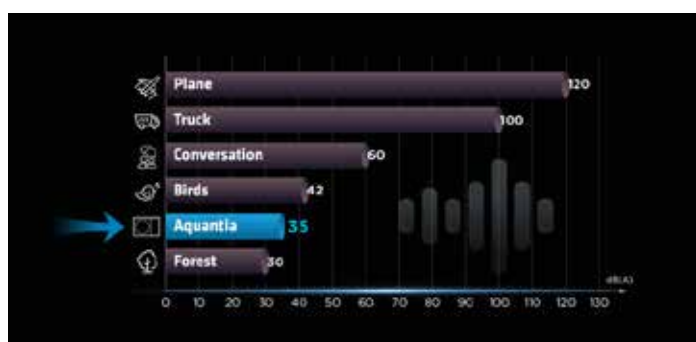 Plane 120
Truck 100
Conversation 60
Birds 42
Aquantia 35
Forest 30
dB(A)
0 10 20 30 40 50 60 70 80 90 100 110 120 130